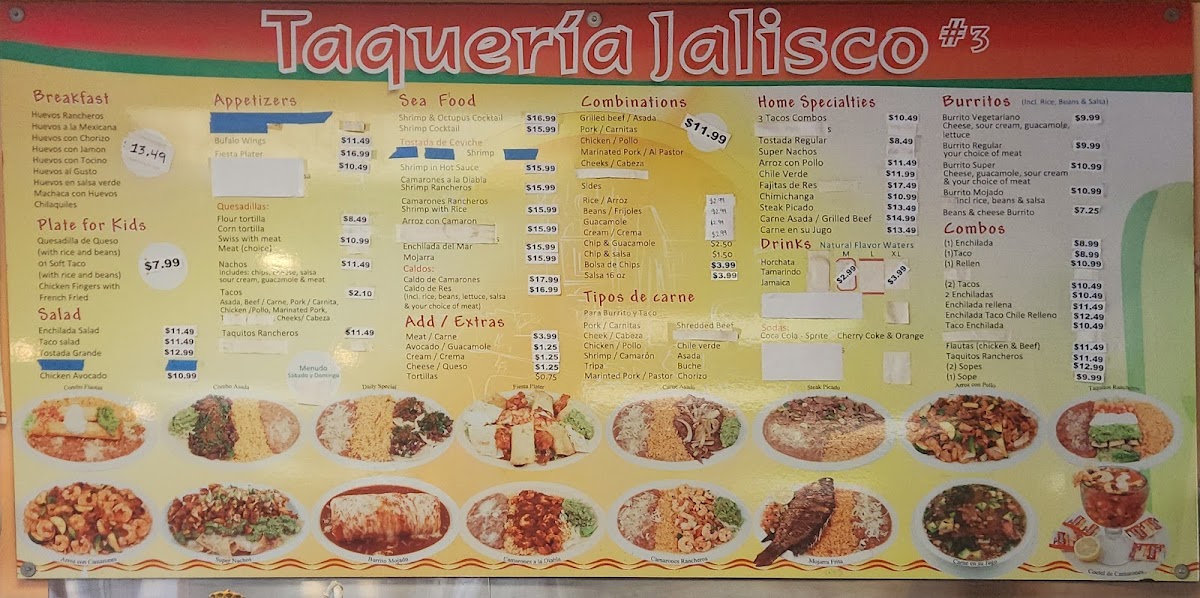 Taquería Jalisco #3
Breakfast
Huevos Rancheros
Huevos a la Mexicana
Huevos con Chorizo
Huevos con Jamon
Huevos con Tocino
Huevos al Gusto
Huevos en salsa verde
Machaca con Huevos
Chilaquiles
13.49
Plate for Kids
Quesadilla de Queso
(with rice and beans)
01 Soft Taco
(with rice and beans)
Chicken Fingers with
French Fried
$7.99
Salad
Enchilada Salad $11.49
Taco salad $11.49
Tostada Grande $12.99
Chicken Avocado $10.99
Appetizers
Bufalo Wings $11.49
Fiesta Plater $16.99
$10.49
Quesadillas:
Flour tortilla $8.49
Corn tortilla
Swiss with meat $10.99
Meat (choice)
Nachos $11.49
Includes: chips, cheese, salsa
sour cream, guacamole & meat
Tacos $2.10
Asada, Beef / Carne, Pork / Carnita,
Chicken /Pollo, Marinated Pork,
Cheeks/ Cabeza
Taquitos Rancheros $11.49
Menudo
Sábado y Domingo
Sea Food
Shrimp & Octupus Cocktail $16.99
Shrimp Cocktail $15.99
Tostada de Ceviche
Shrimp
Shrimp in Hot Sauce $15.99
Camarones a la Diabla
Shrimp Rancheros $15.99
Camarones Rancheros
Shrimp with Rice $15.99
Arroz con Camaron
$15.99
Enchilada del Mar $15.99
Mojarra $15.99
Caldos:
Caldo de Camarones $17.99
Caldo de Res $16.99
(Incl. rice, beans, lettuce, salsa
& your choice of meat)
Add / Extras
Meat / Carne $3.99
Avocado / Guacamole $1.25
Cream / Crema $1.25
Cheese / Queso $1.25
Tortillas $0.75
Combinations
Grilled beef / Asada
Pork / Carnitas
Chicken / Pollo
Marinated Pork / Al Pastor
Cheeks / Cabeza
$11.99
Sides
Rice / Arroz $2.99
Beans / Frijoles $2.99
Guacamole $2.99
Cream / Crema $2.99
Chip & Guacamole $2.50
Chip & salsa $1.50
Bolsa de Chips $3.99
Salsa 16 oz $3.99
Tipos de carne
Para Burrito y Taco
Pork / Carnitas Shredded Beef
Cheek / Cabeza
Chicken / Pollo Chile verde
Shrimp / Camarón Asada
Tripa Buche
Marinted Pork / Pastor Chorizo
Home Specialties
3 Tacos Combos $10.49
s
Tostada Regular $8.49
Super Nachos
Arroz con Pollo $11.49
Chile Verde $11.99
Fajitas de Res $17.49
Chimichanga $10.99
Steak Picado $13.49
Carne Asada / Grilled Beef $14.99
Carne en su Jugo $13.49
Drinks Natural Flavor Waters
M L XL
Horchata
Tamarindo
Jamaica
$2.99
$3.99
Sodas:
Coca Cola - Sprite Cherry Coke & Orange
Burritos (Incl. Rice, Beans & Salsa)
Burrito Vegetariano $9.99
Cheese, sour cream, guacamole,
lettuce
Burrito Regular $9.99
your choice of meat
Burrito Super $10.99
Cheese, guacamole, sour cream
& your choice of meat
Burrito Mojado $10.99
incl rice, beans & salsa
Beans & cheese Burrito $7.25
Combos
(1) Enchilada $8.99
(1)Taco $8.99
(1) Rellen $10.99
(2) Tacos $10.49
2 Enchiladas $10.49
Enchilada rellena $11.49
Enchilada Taco Chile Relleno $12.49
Taco Enchilada $10.49
Flautas (chicken & Beef) $11.49
Taquitos Rancheros $11.49
(2) Sopes $12.99
(1) Sope $9.99
Combo Flautas
Combo Asada
Daily Special
Fiesta Plater
Carne Asada
Steak Picado
Arroz con Pollo
Taquitos Rancheros
Arroz con Camarones
Super Nachos
Burrito Mojado
Camarones a la Diabla
Camarones Rancheros
Mojarra Frita
Carne en su Jugo
Coctel de Camarones